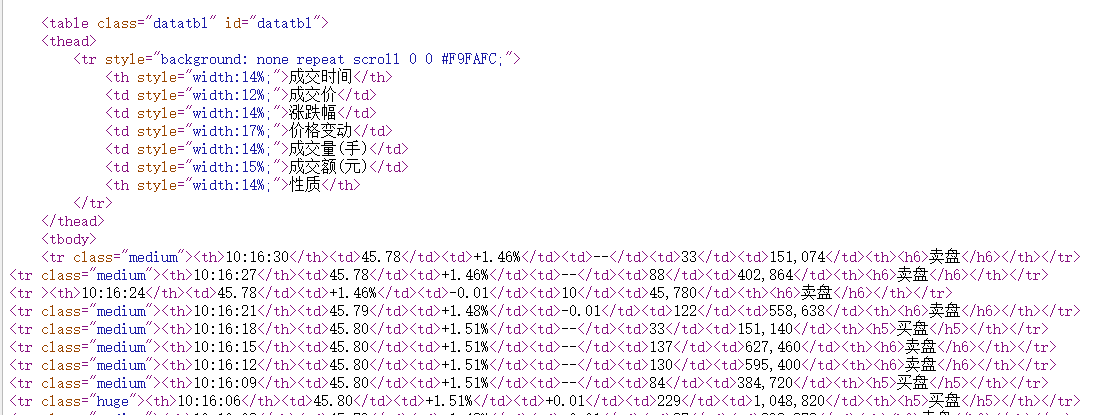 <table class="datatbl" id="datatbl">
<thead>
<tr style="background: none repeat scroll 0 0 #F9FAFC;">
<th style="width:14%;">成交时间</th>
<td style="width:12%;">成交价</td>
<td style="width:14%;">涨跌幅</td>
<td style="width:17%;">价格变动</td>
<td style="width:14%;">成交量(手)</td>
<td style="width:15%;">成交额(元)</td>
<th style="width:14%;">性质</th>
</tr>
</thead>
<tbody>
<tr class="medium"><th>10:16:30</th><td>45.78</td><td>+1.46%</td><td>--</td><td>33</td><td>151,074</td><th><h6>卖盘</h6></th></tr>
<tr class="medium"><th>10:16:27</th><td>45.78</td><td>+1.46%</td><td>--</td><td>88</td><td>402,864</td><th><h6>卖盘</h6></th></tr>
<tr ><th>10:16:24</th><td>45.78</td><td>+1.46%</td><td>-0.01</td><td>10</td><td>45,780</td><th><h6>卖盘</h6></th></tr>
<tr class="medium"><th>10:16:21</th><td>45.79</td><td>+1.48%</td><td>-0.01</td><td>122</td><td>558,638</td><th><h6>卖盘</h6></th></tr>
<tr class="medium"><th>10:16:18</th><td>45.80</td><td>+1.51%</td><td>--</td><td>33</td><td>151,140</td><th><h5>买盘</h5></th></tr>
<tr class="medium"><th>10:16:15</th><td>45.80</td><td>+1.51%</td><td>--</td><td>137</td><td>627,460</td><th><h6>卖盘</h6></th></tr>
<tr class="medium"><th>10:16:12</th><td>45.80</td><td>+1.51%</td><td>--</td><td>130</td><td>595,400</td><th><h6>卖盘</h6></th></tr>
<tr class="medium"><th>10:16:09</th><td>45.80</td><td>+1.51%</td><td>--</td><td>84</td><td>384,720</td><th><h5>买盘</h5></th></tr>
<tr class="huge"><th>10:16:06</th><td>45.80</td><td>+1.51%</td><td>+0.01</td><td>229</td><td>1,048,820</td><th><h5>买盘</h5></th></tr>